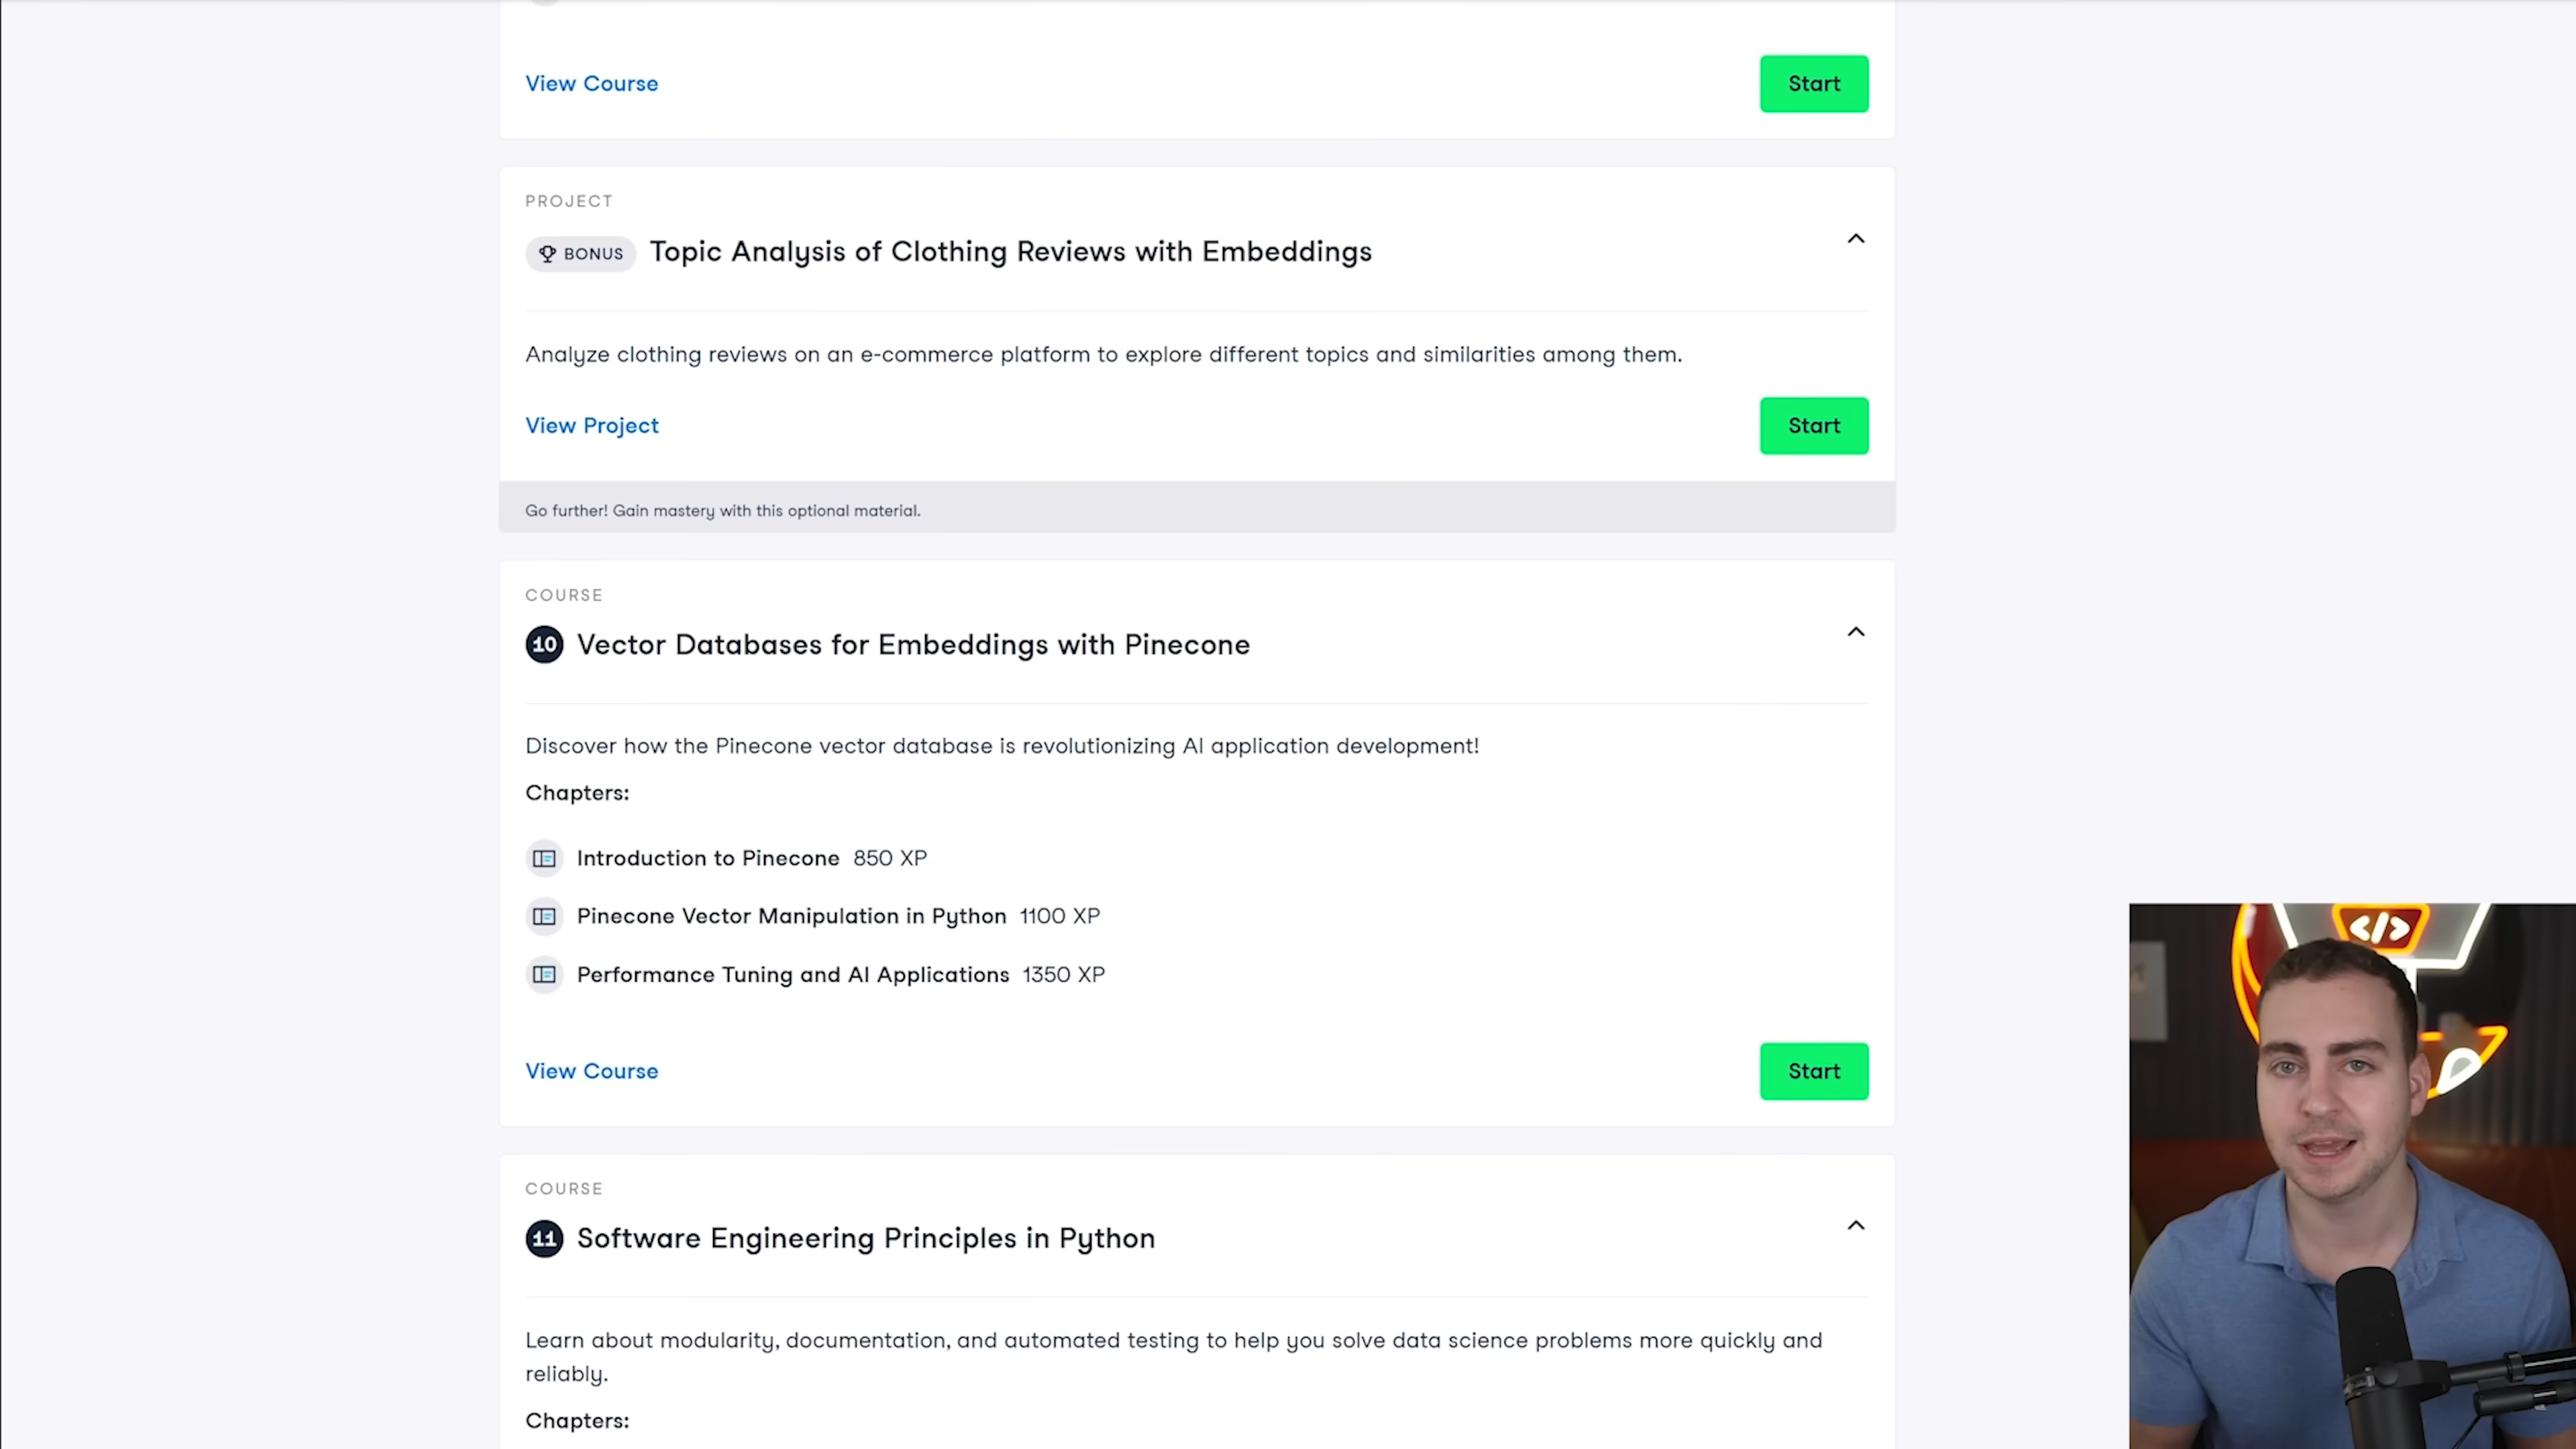 View Course
Start
PROJECT
BONUS Topic Analysis of Clothing Reviews with Embeddings
Analyze clothing reviews on an e-commerce platform to explore different topics and similarities among them.
View Project
Start
Go further! Gain mastery with this optional material.
COURSE
10 Vector Databases for Embeddings with Pinecone
Discover how the Pinecone vector database is revolutionizing AI application development!
Chapters:
Introduction to Pinecone 850 XP
Pinecone Vector Manipulation in Python 1100 XP
Performance Tuning and AI Applications 1350 XP
View Course
Start
COURSE
11 Software Engineering Principles in Python
Learn about modularity, documentation, and automated testing to help you solve data science problems more quickly and
reliably.
Chapters:
</>